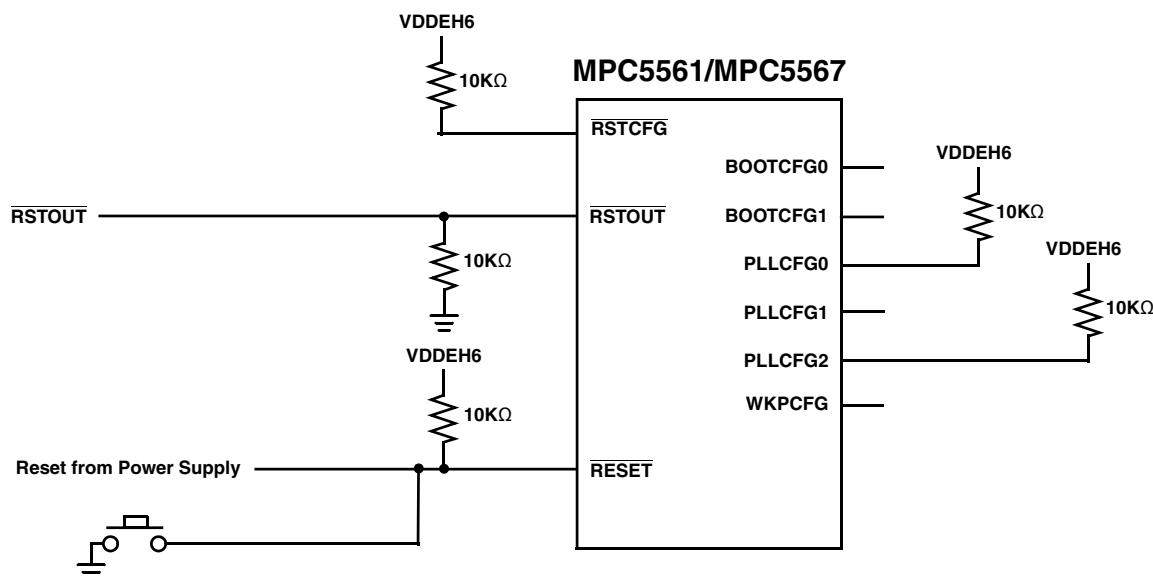 VDDEH6
10KΩ
MPC5561/MPC5567
RSTCFG
BOOTCFG0
VDDEH6
RSTOUT
RSTOUT
BOOTCFG1
10KΩ
10KΩ
PLLCFG0
VDDEH6
PLLCFG1
10KΩ
VDDEH6
PLLCFG2
10KΩ
WKPCFG
Reset from Power Supply
RESET